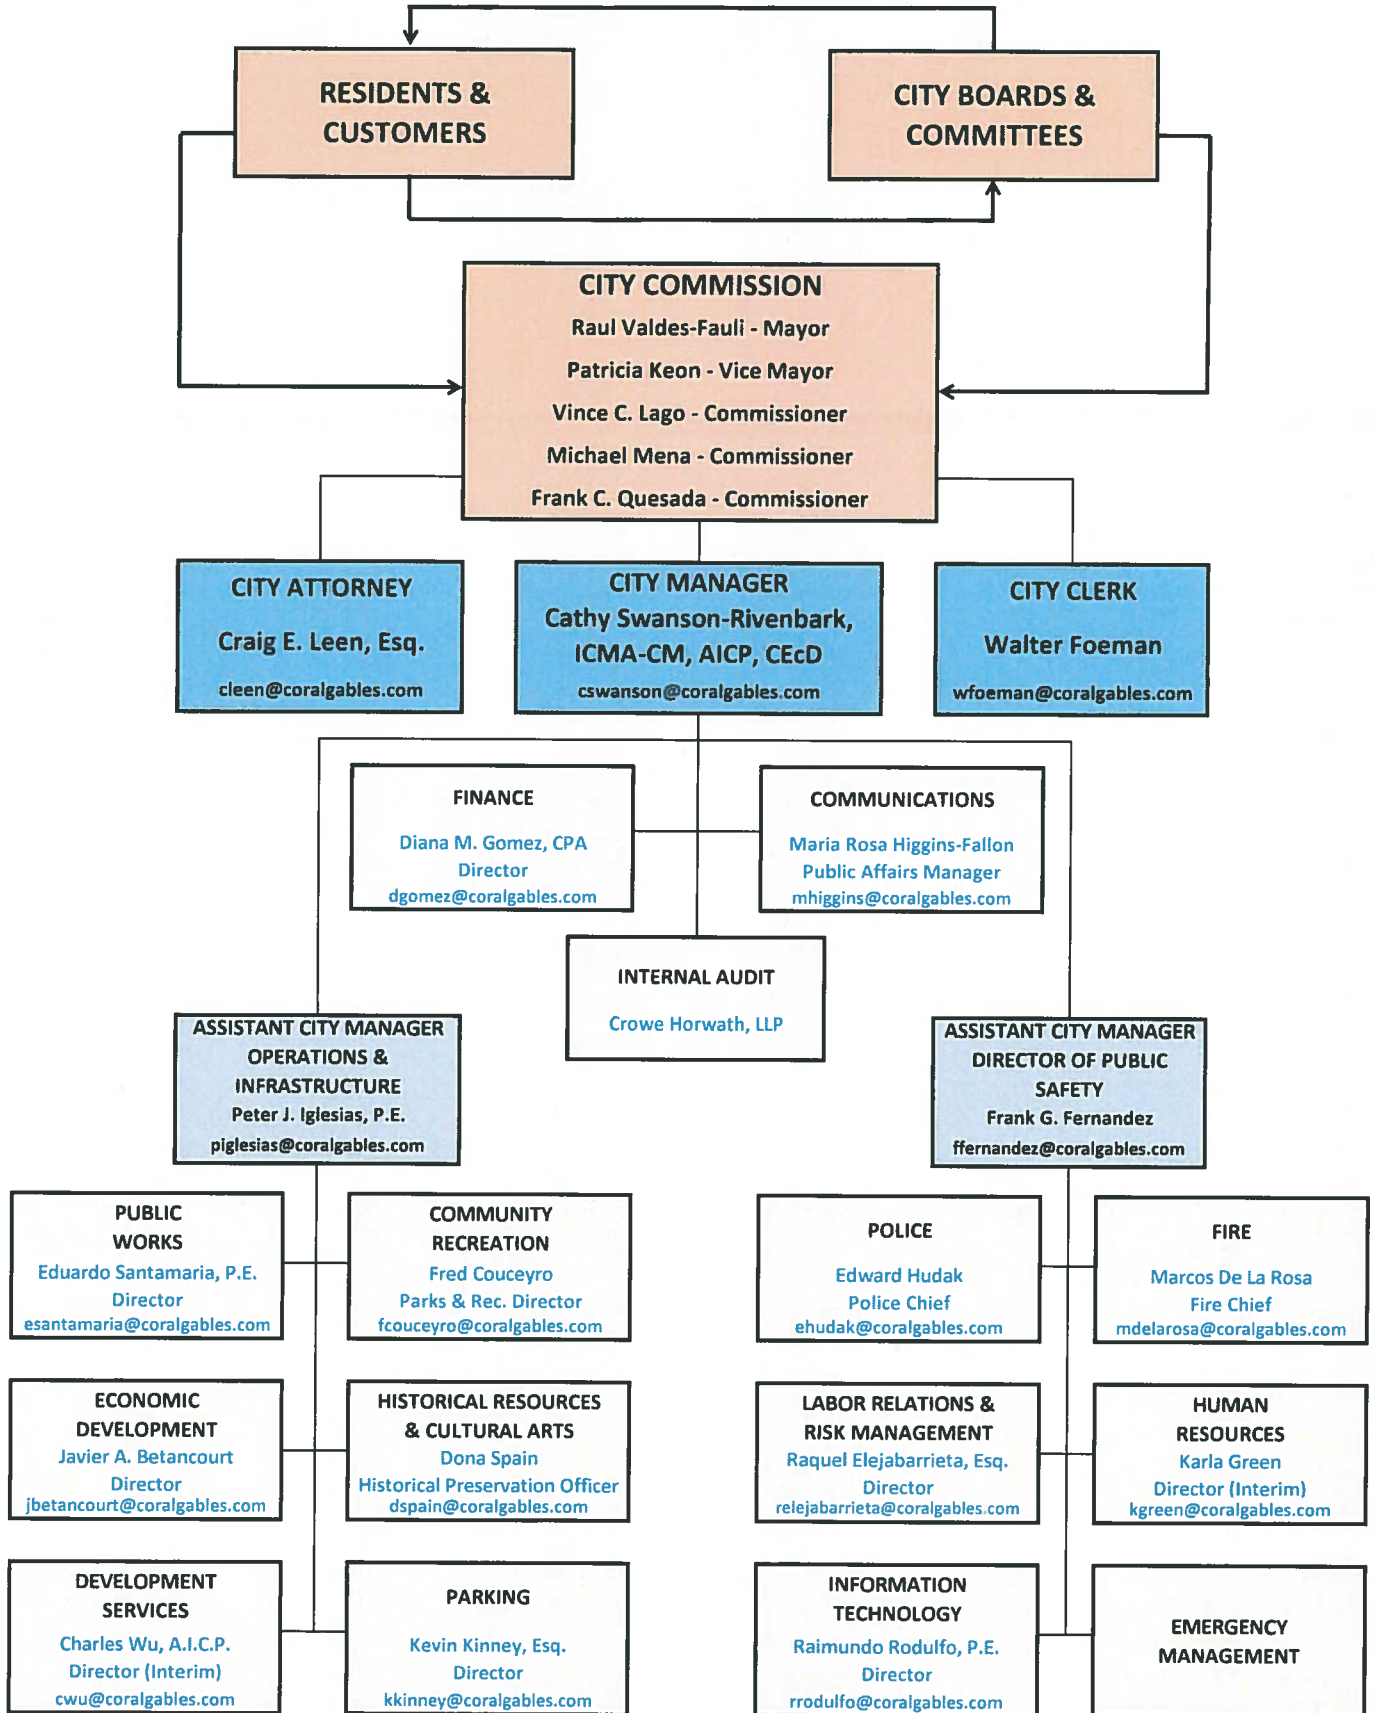 RESIDENTS &
CUSTOMERS
CITY BOARDS &
COMMITTEES
CITY COMMISSION
Raul Valdes-Fauli - Mayor
Patricia Keon - Vice Mayor
Vince C. Lago - Commissioner
Michael Mena - Commissioner
Frank C. Quesada - Commissioner
CITY ATTORNEY
Craig E. Leen, Esq.
cleen@coralgables.com
CITY MANAGER
Cathy Swanson-Rivenbark,
ICMA-CM, AICP, CEcD
cswanson@coralgables.com
CITY CLERK
Walter Foeman
wfoeman@coralgables.com
FINANCE
Diana M. Gomez, CPA
Director
dgomez@coralgables.com
COMMUNICATIONS
Maria Rosa Higgins-Fallon
Public Affairs Manager
mhiggins@coralgables.com
INTERNAL AUDIT
Crowe Horwath, LLP
ASSISTANT CITY MANAGER
OPERATIONS &
INFRASTRUCTURE
Peter J. Iglesias, P.E.
piglesias@coralgables.com
ASSISTANT CITY MANAGER
DIRECTOR OF PUBLIC
SAFETY
Frank G. Fernandez
ffernandez@coralgables.com
PUBLIC
WORKS
Eduardo Santamaria, P.E.
Director
esantamaria@coralgables.com
COMMUNITY
RECREATION
Fred Couceyro
Parks & Rec. Director
fcouceyro@coralgables.com
POLICE
Edward Hudak
Police Chief
ehudak@coralgables.com
FIRE
Marcos De La Rosa
Fire Chief
mdelarosa@coralgables.com
ECONOMIC
DEVELOPMENT
Javier A. Betancourt
Director
jbetancourt@coralgables.com
HISTORICAL RESOURCES
& CULTURAL ARTS
Dona Spain
Historical Preservation Officer
dspain@coralgables.com
LABOR RELATIONS &
RISK MANAGEMENT
Raquel Elejabarrieta, Esq.
Director
relejabarrieta@coralgables.com
HUMAN
RESOURCES
Karla Green
Director (Interim)
kgreen@coralgables.com
DEVELOPMENT
SERVICES
Charles Wu, A.I.C.P.
Director (Interim)
cwu@coralgables.com
PARKING
Kevin Kinney, Esq.
Director
kkinney@coralgables.com
INFORMATION
TECHNOLOGY
Raimundo Rodulfo, P.E.
Director
rrodulfo@coralgables.com
EMERGENCY
MANAGEMENT